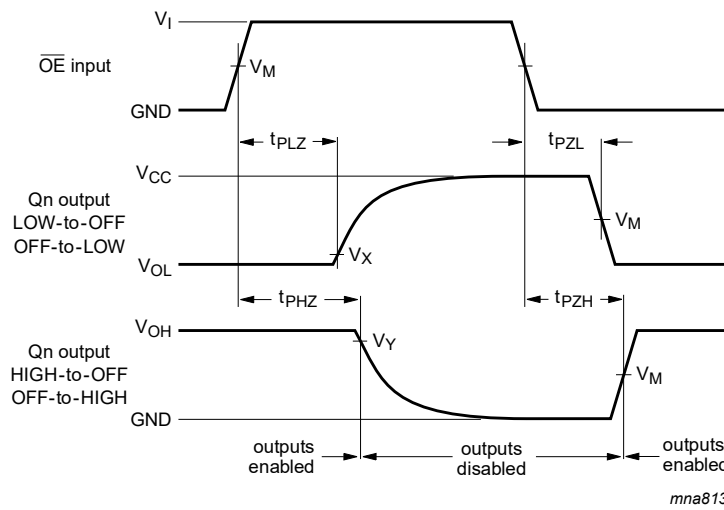 V_I
OE input
V_M
GND
t_PLZ
t_PZL
V_CC
Qn output
LOW-to-OFF
OFF-to-LOW
V_M
V_X
V_OL
t_PHZ
t_PZH
V_OH
V_Y
Qn output
HIGH-to-OFF
OFF-to-HIGH
V_M
GND
outputs
enabled
outputs
disabled
outputs
enabled
mna813